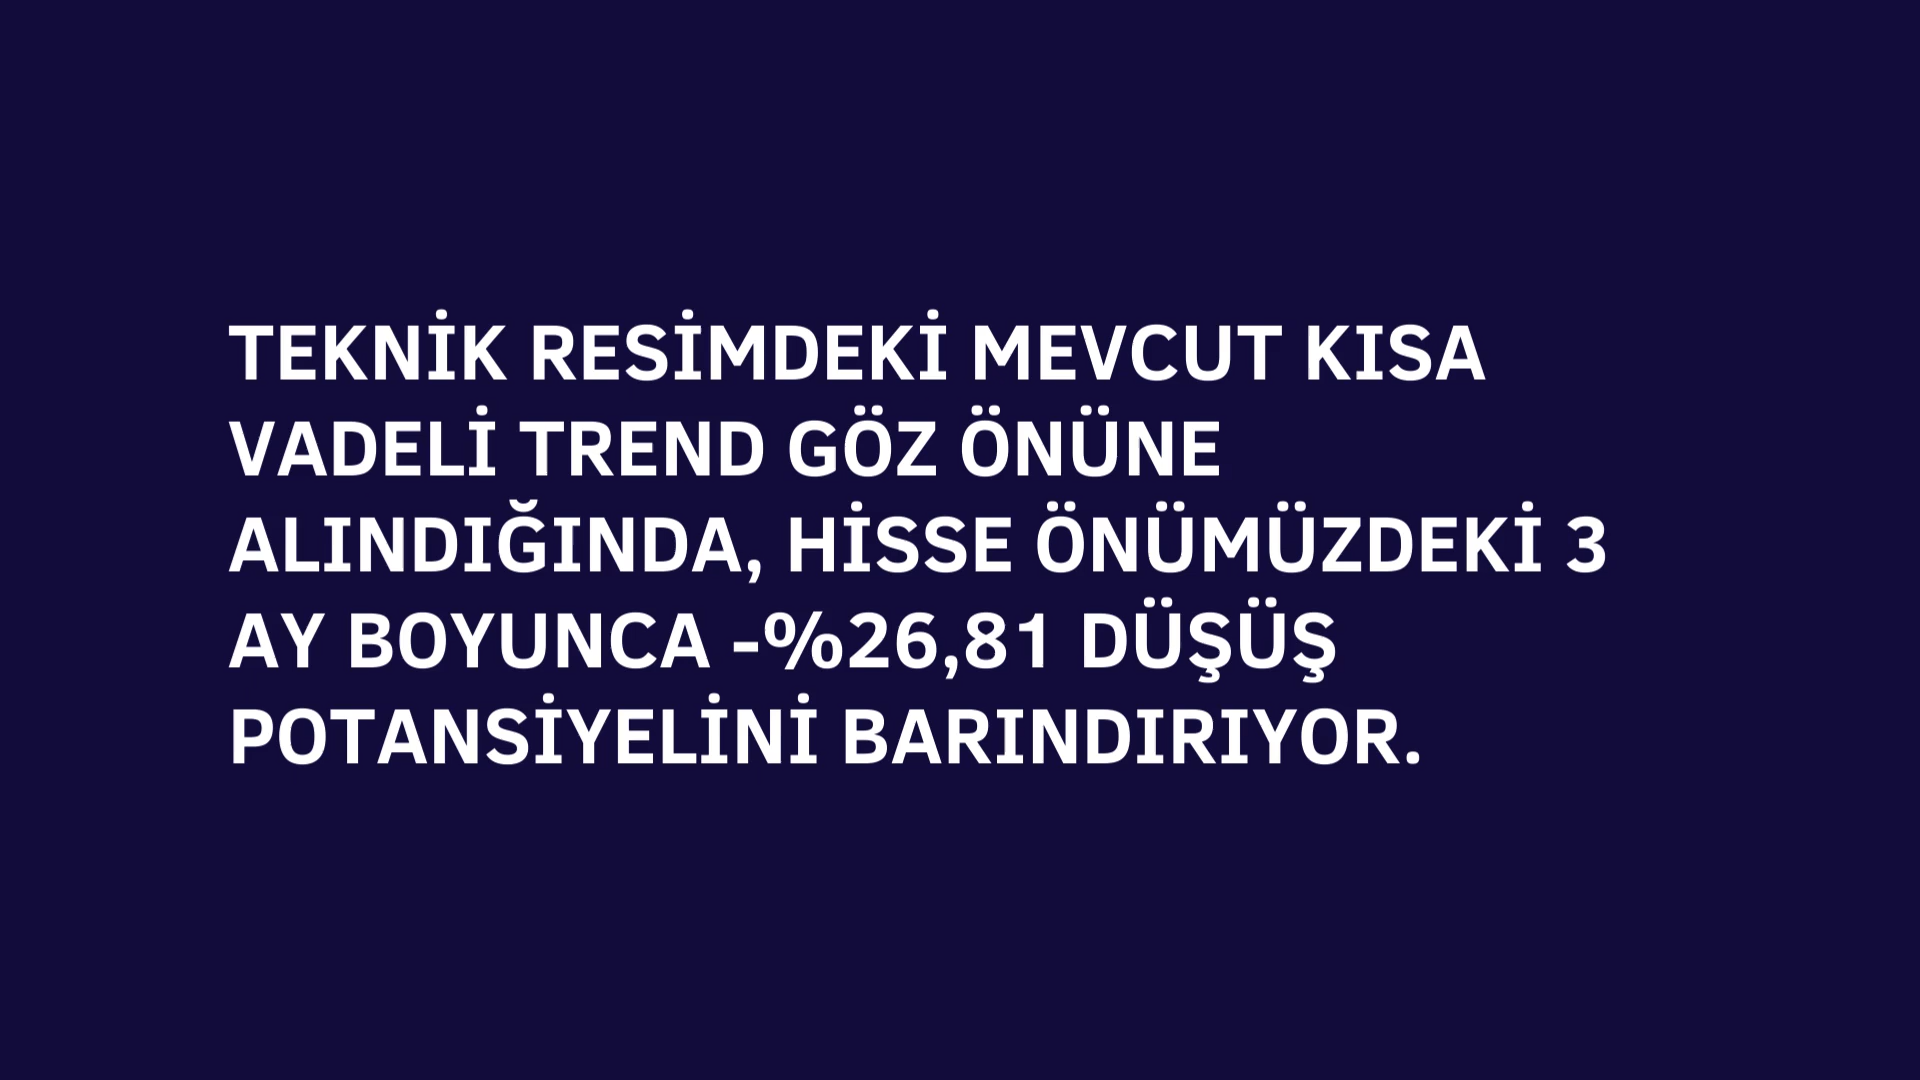 TEKNİK RESİMDEKİ MEVCUT KISA
VADELİ TREND GÖZ ÖNÜNE
ALINDIĞINDA, HİSSE ÖNÜMÜZDEKİ 3
AY BOYUNCA -%26,81 DÜŞÜŞ
POTANSİYELİNİ BARINDIRIYOR.